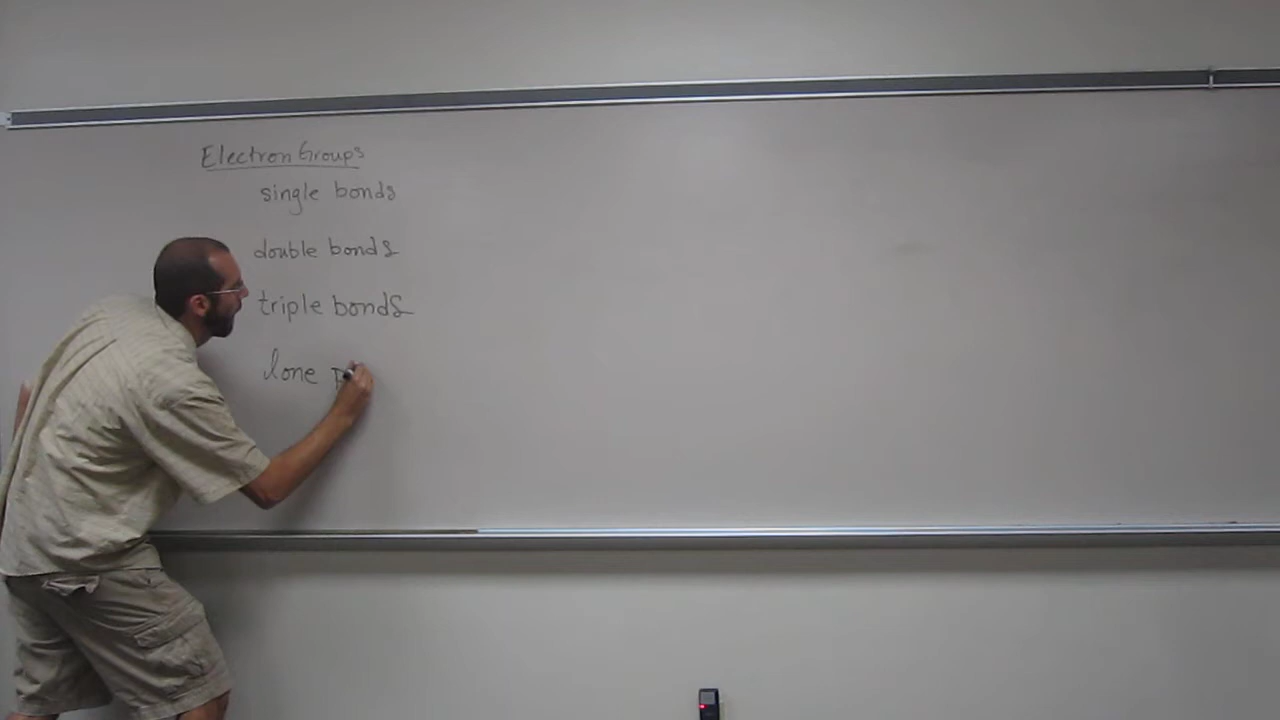 Electron Groups
single bonds
double bonds
triple bonds
lone p